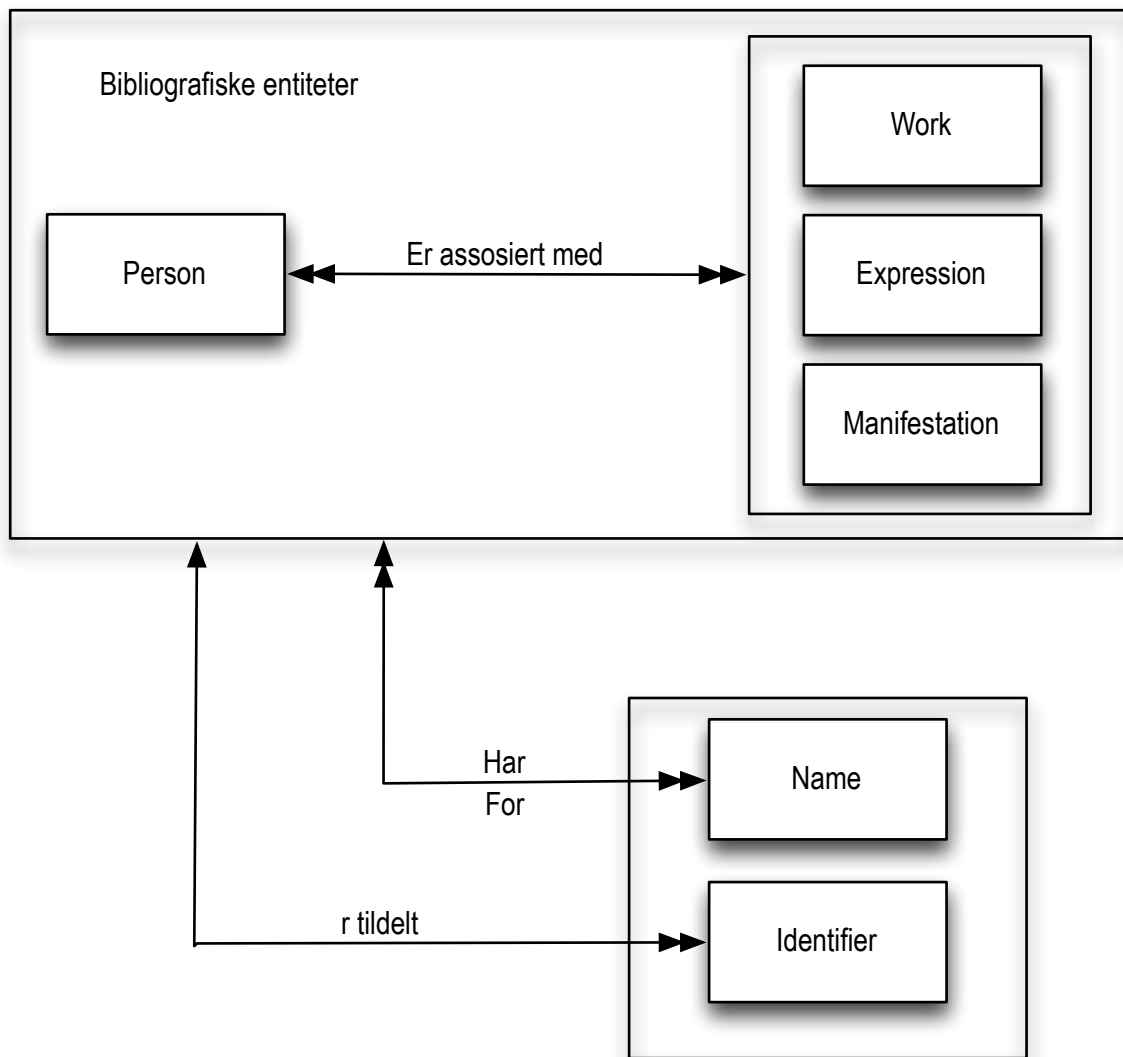 Bibliografiske entiteter
Work
Person
Er assosiert med
Expression
Manifestation
Har
For
Name
r tildelt
Identifier